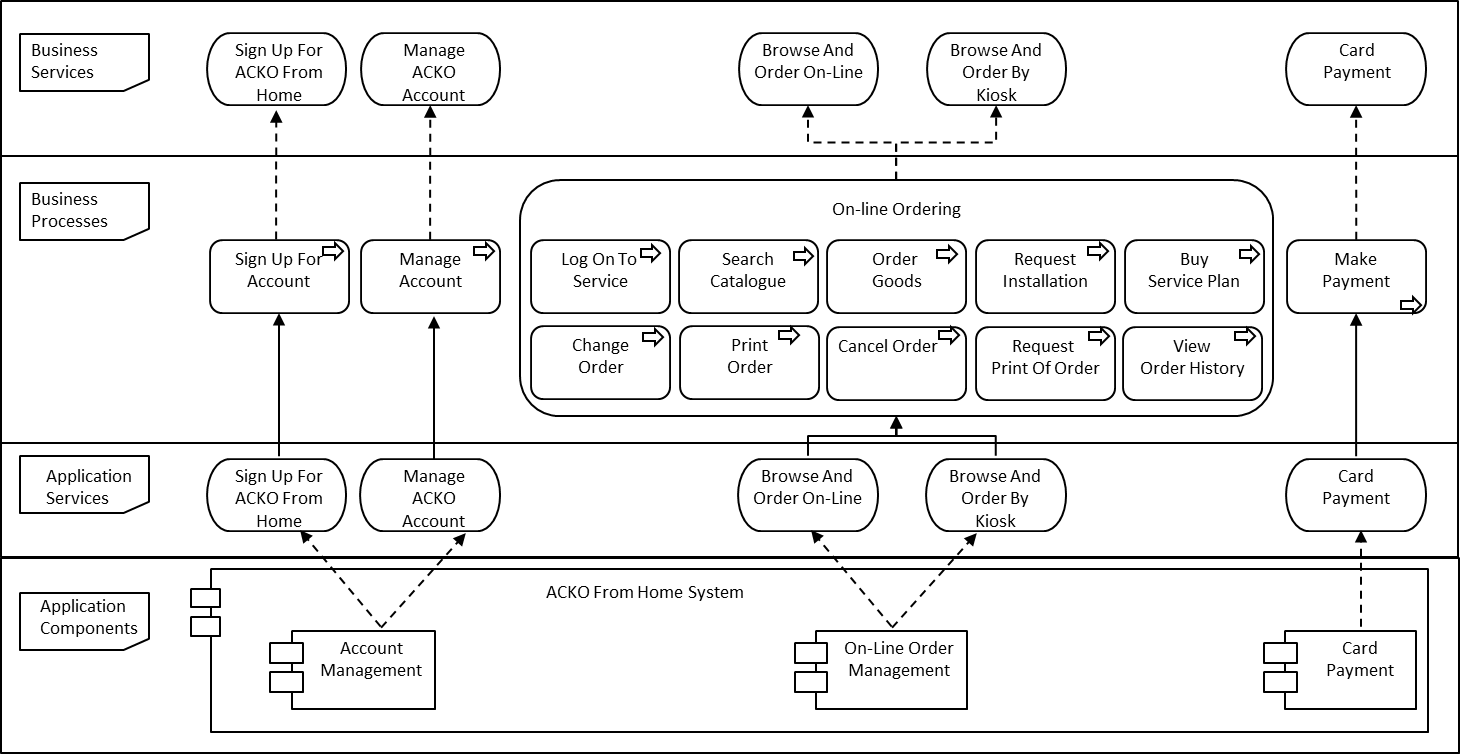 Business
Services
Sign Up For
ACKO From
Home
Manage
ACKO
Account
Browse And
Order On-Line
Browse And
Order By
Kiosk
Card
Payment
Business
Processes
On-line Ordering
Sign Up For
Account
Manage
Account
Log On To
Service
Search
Catalogue
Order
Goods
Request
Installation
Buy
Service Plan
Make
Payment
Change
Order
Print
Order
Cancel Order
Request
Print Of Order
View
Order History
Application
Services
Sign Up For
ACKO From
Home
Manage
ACKO
Account
Browse And
Order On-Line
Browse And
Order By
Kiosk
Card
Payment
Application
Components
ACKO From Home System
Account
Management
On-Line Order
Management
Card
Payment